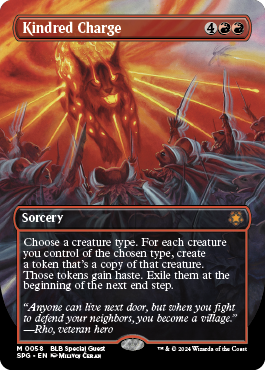 Kindred Charge 4
Sorcery
Choose a creature type. For each creature
you control of the chosen type, create
a token that's a copy of that creature.
Those tokens gain haste. Exile them at the
beginning of the next end step.
“Anyone can live next door, but when you fight
to defend your neighbors, you become a village.”
—Rho, veteran hero
M 0058 BLB Special Guest
SPG • EN Milivoj Ćeran
™ & © 2024 Wizards of the Coast